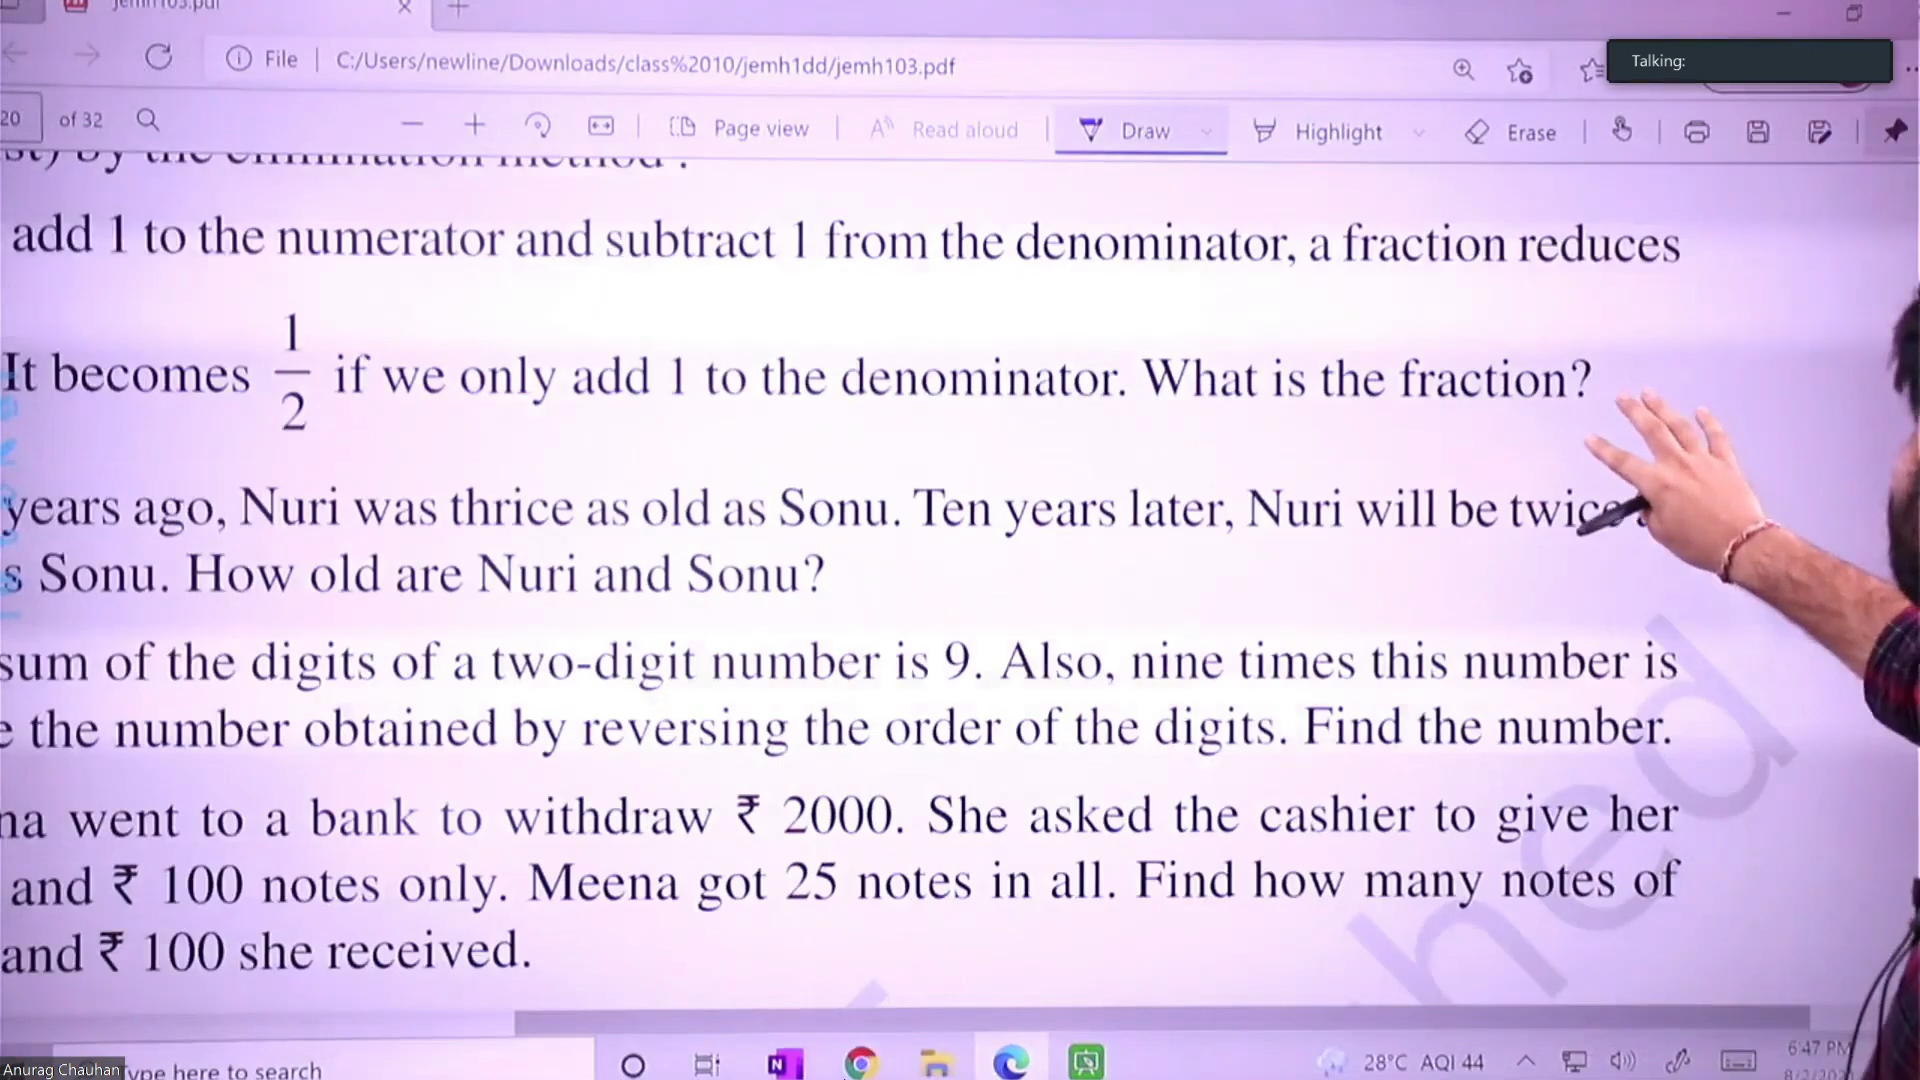 File C:/Users/newline/Downloads/class%2010/jemh1dd/jemh103.pdf
Talking:
20 of 32 Page view Read aloud Draw Highlight Erase
by the elimination method :
add 1 to the numerator and subtract 1 from the denominator, a fraction reduces
It becomes 1/2 if we only add 1 to the denominator. What is the fraction?
years ago, Nuri was thrice as old as Sonu. Ten years later, Nuri will be twice
s Sonu. How old are Nuri and Sonu?
sum of the digits of a two-digit number is 9. Also, nine times this number is
e the number obtained by reversing the order of the digits. Find the number.
na went to a bank to withdraw ₹ 2000. She asked the cashier to give her
and ₹ 100 notes only. Meena got 25 notes in all. Find how many notes of
and ₹ 100 she received.
hed
Anurag Chauhan
ype here to search
28°C AQI 44
6:47 PM